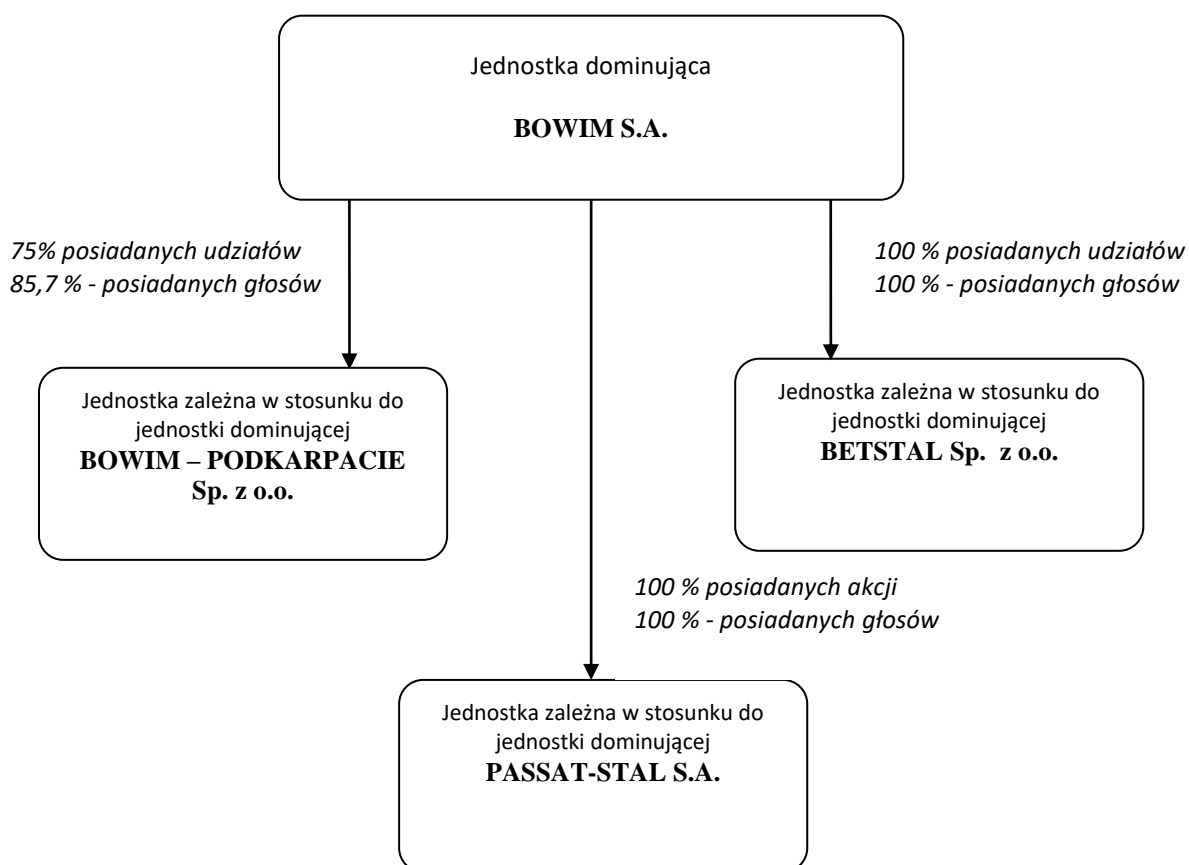 Jednostka dominująca
BOWIM S.A.
75% posiadanych udziałów
85,7 % - posiadanych głosów
100 % posiadanych udziałów
100 % - posiadanych głosów
Jednostka zależna w stosunku do
jednostki dominującej
BOWIM – PODKARPACIE
Sp. z o.o.
Jednostka zależna w stosunku do
jednostki dominującej
BETSTAL Sp. z o.o.
100 % posiadanych akcji
100 % - posiadanych głosów
Jednostka zależna w stosunku do
jednostki dominującej
PASSAT-STAL S.A.